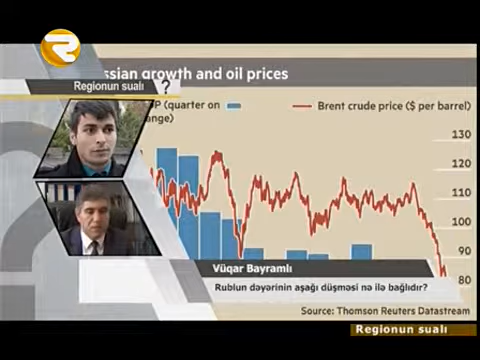 ssian growth and oil prices
Regionun sualı ?
DP (quarter on
ange)
Brent crude price ($ per barrel)
130
120
110
100
90
80
Vüqar Bayramlı
Rublun dəyərinin aşağı düşməsi nə ilə bağlıdır?
Source: Thomson Reuters Datastream
Regionun sualı